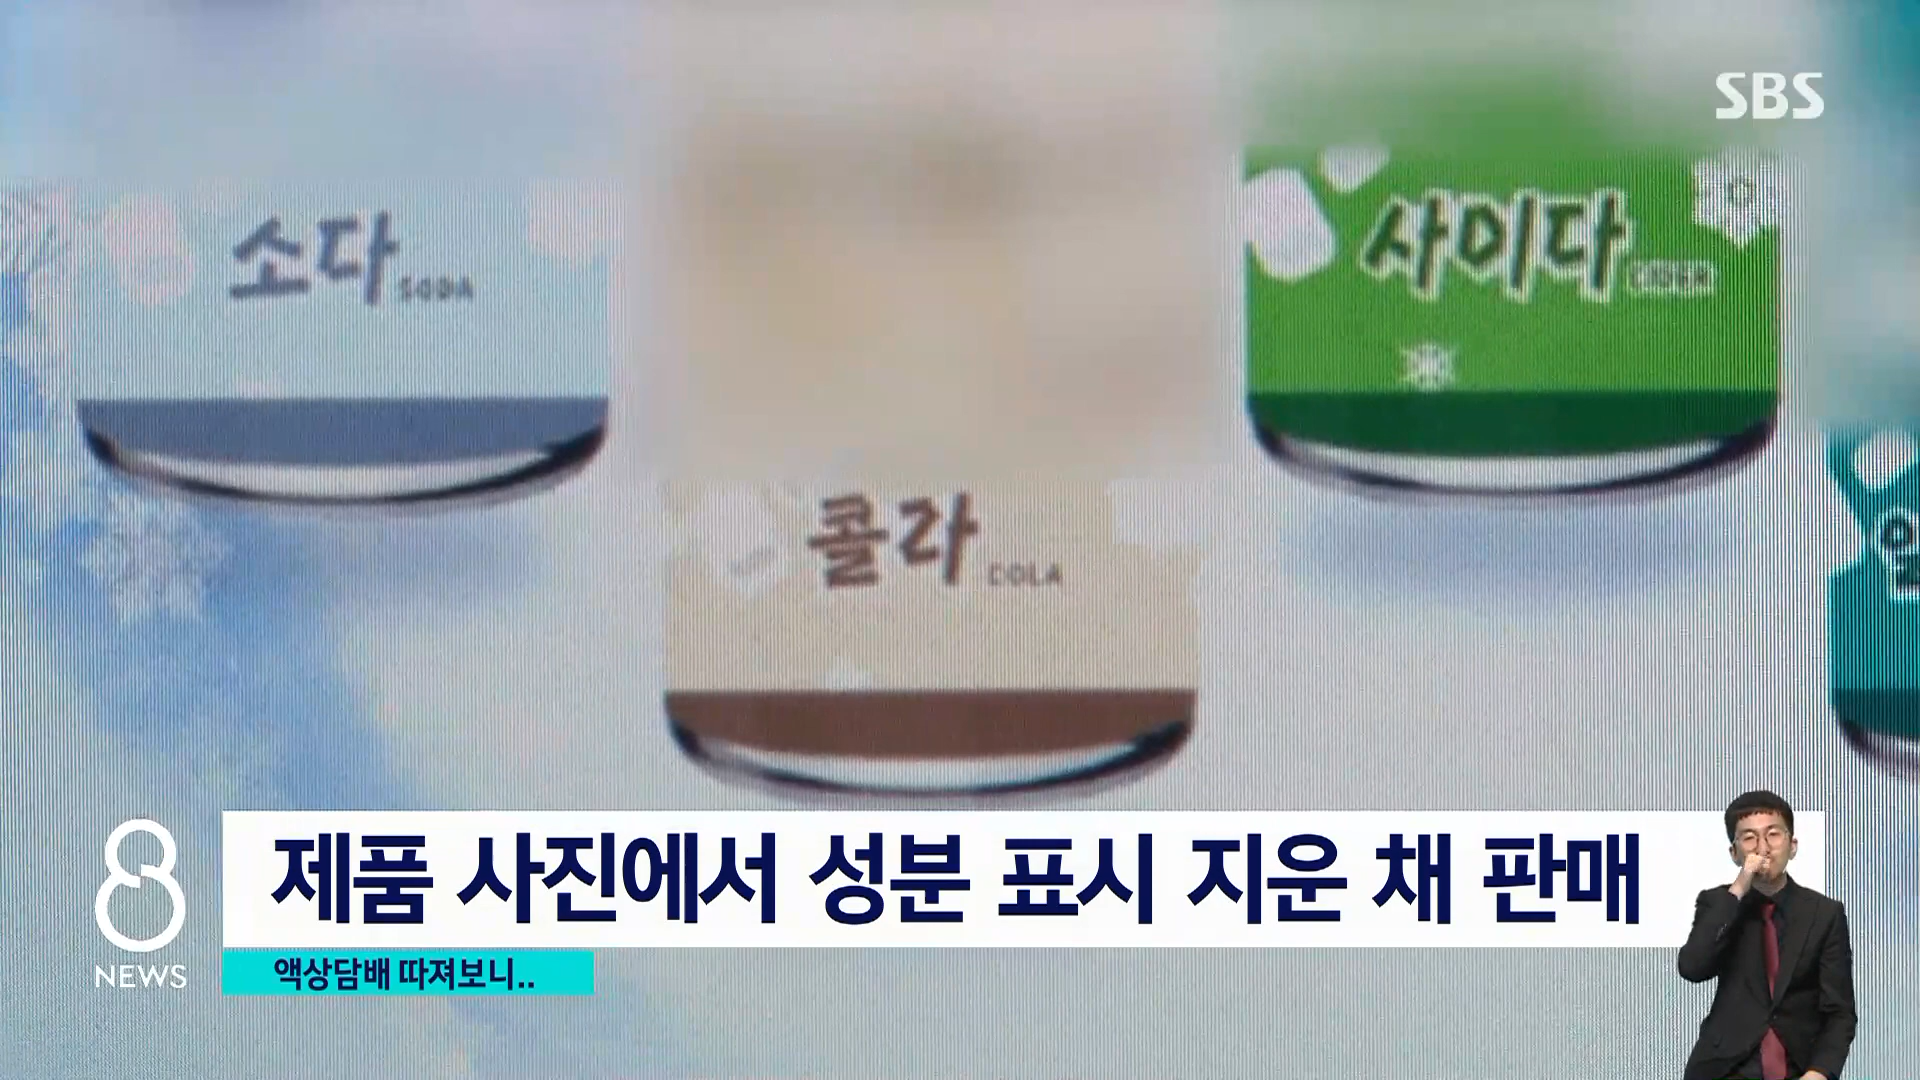 SBS
소다 SODA
사이다 CIDER
콜라 COLA
제품 사진에서 성분 표시 지운 채 판매
8 NEWS
액상담배 따져보니..